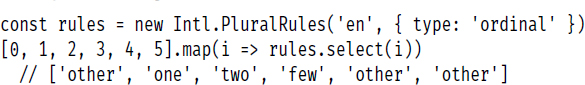 const rules = new Intl.PluralRules('en', { type: 'ordinal' })
[0, 1, 2, 3, 4, 5].map(i => rules.select(i))
// ['other', 'one', 'two', 'few', 'other', 'other']